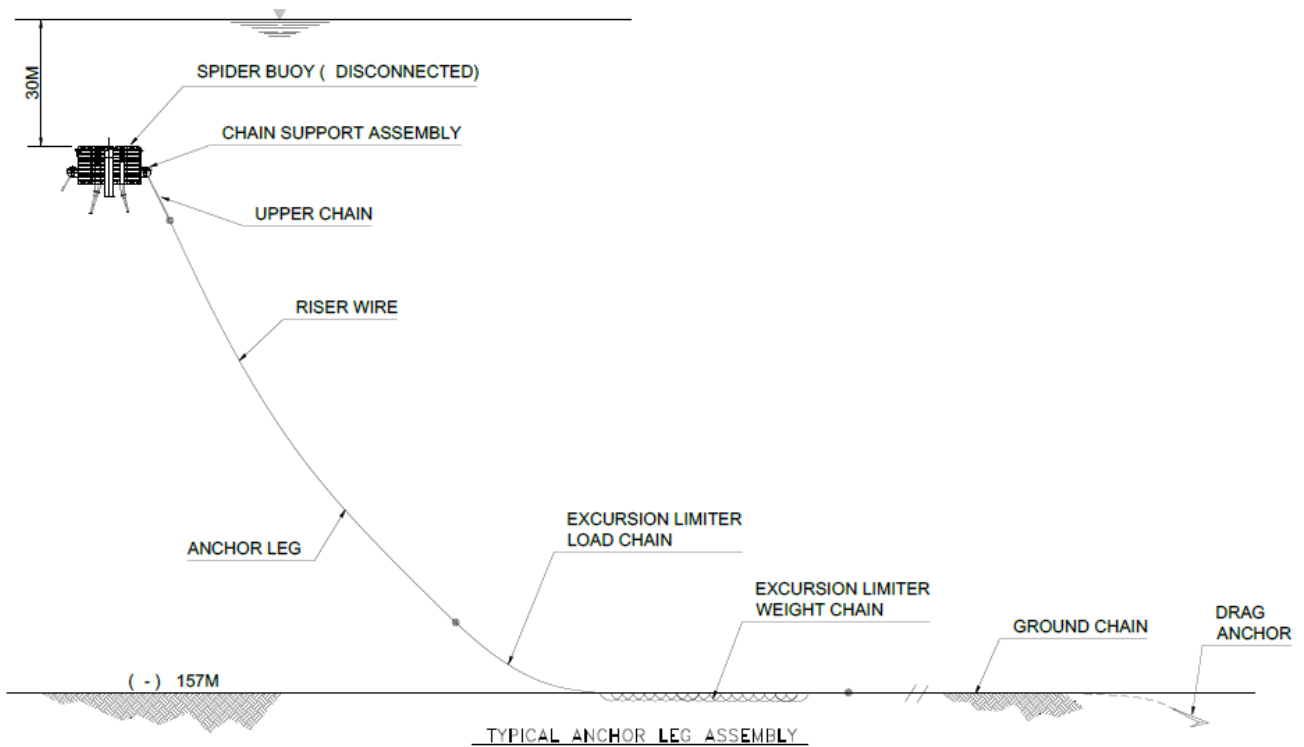 30M
SPIDER BUOY ( DISCONNECTED)
CHAIN SUPPORT ASSEMBLY
UPPER CHAIN
RISER WIRE
ANCHOR LEG
EXCURSION LIMITER
LOAD CHAIN
EXCURSION LIMITER
WEIGHT CHAIN
GROUND CHAIN
DRAG
ANCHOR
( - ) 157M
TYPICAL ANCHOR LEG ASSEMBLY